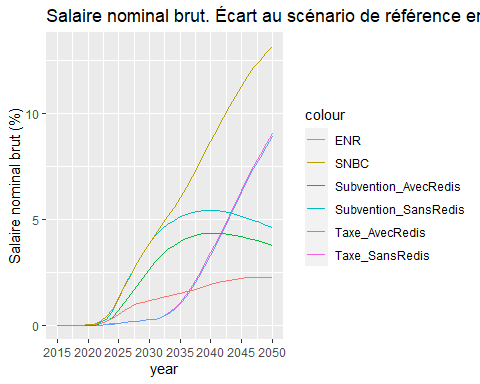 Salaire nominal brut. Écart au scénario de référence en
Salaire nominal brut (%)
10
5
0
2015 2020 2025 2030 2035 2040 2045 2050
year
colour
ENR
SNBC
Subvention_AvecRedis
Subvention_SansRedis
Taxe_AvecRedis
Taxe_SansRedis